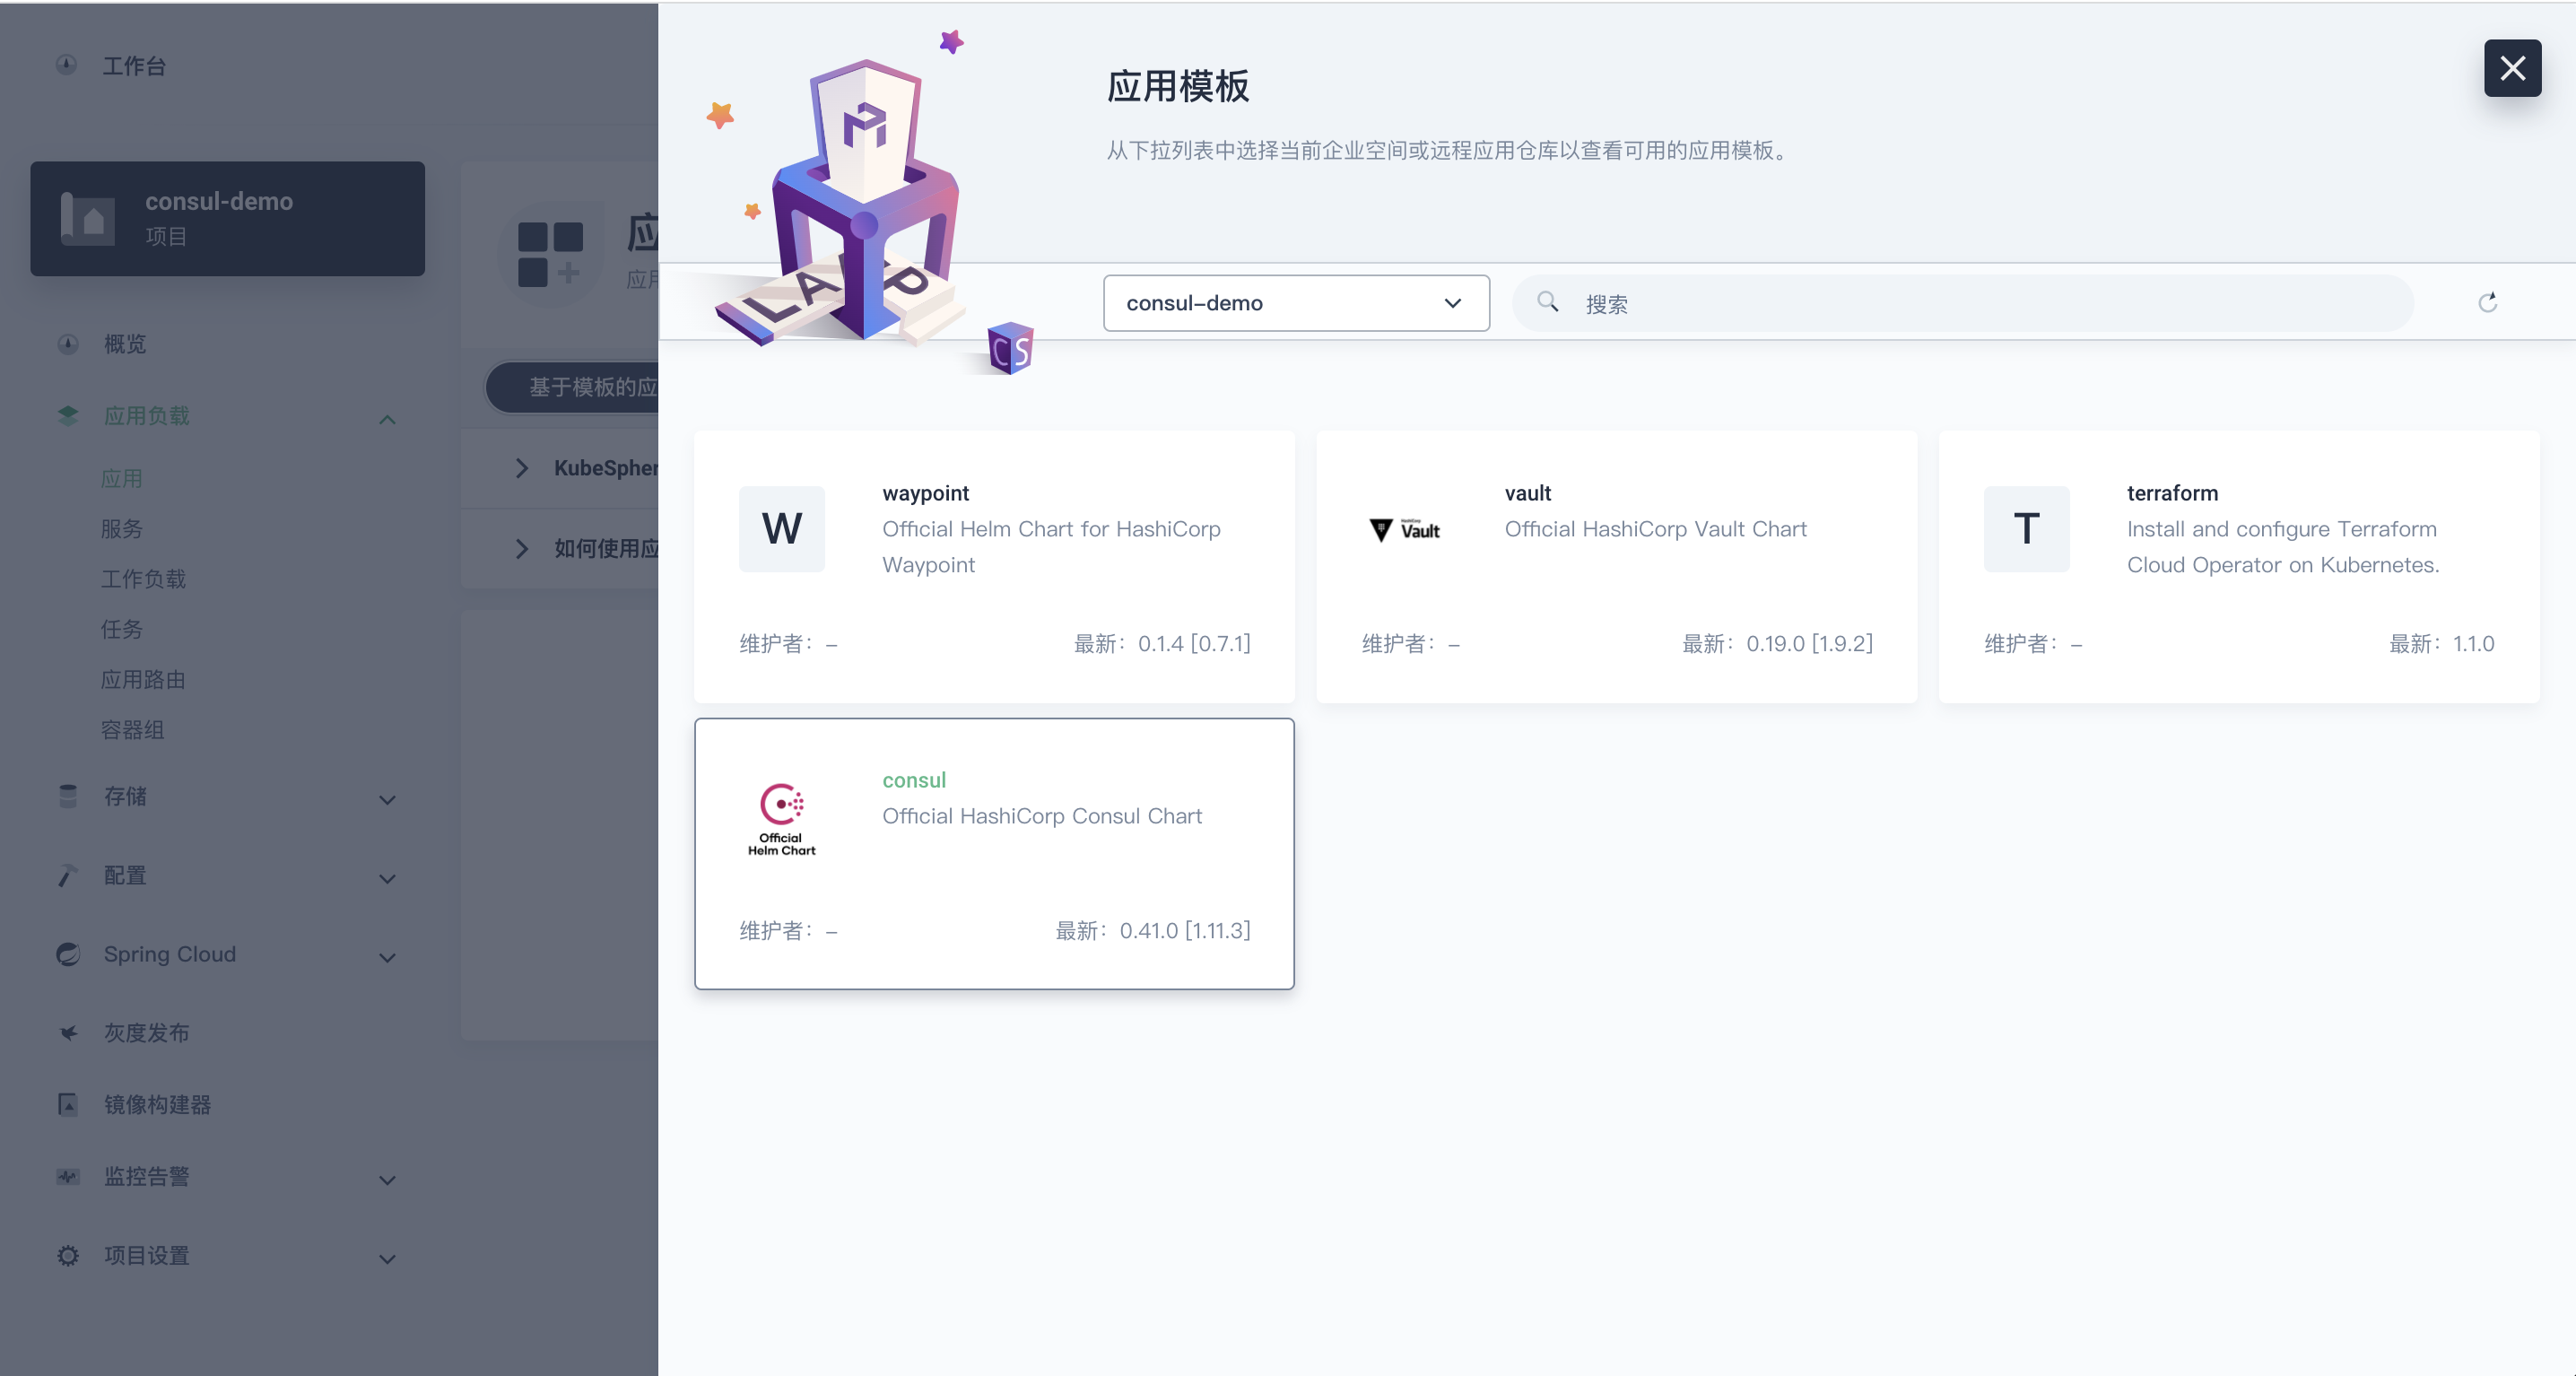 工作台
consul-demo
项目
概览
应用负载
应用
服务
工作负载
任务
应用路由
容器组
存储
配置
Spring Cloud
灰度发布
镜像构建器
监控告警
项目设置
应
应用
基于模板的应
KubeSpher
如何使用应
应用模板
从下拉列表中选择当前企业空间或远程应用仓库以查看可用的应用模板。
LA P
CS
consul-demo
搜索
W
waypoint
Official Helm Chart for HashiCorp
Waypoint
维护者：-
最新：0.1.4 [0.7.1]
HashiCorp
Vault
vault
Official HashiCorp Vault Chart
维护者：-
最新：0.19.0 [1.9.2]
T
terraform
Install and configure Terraform
Cloud Operator on Kubernetes.
维护者：-
最新：1.1.0
Official
Helm Chart
consul
Official HashiCorp Consul Chart
维护者：-
最新：0.41.0 [1.11.3]